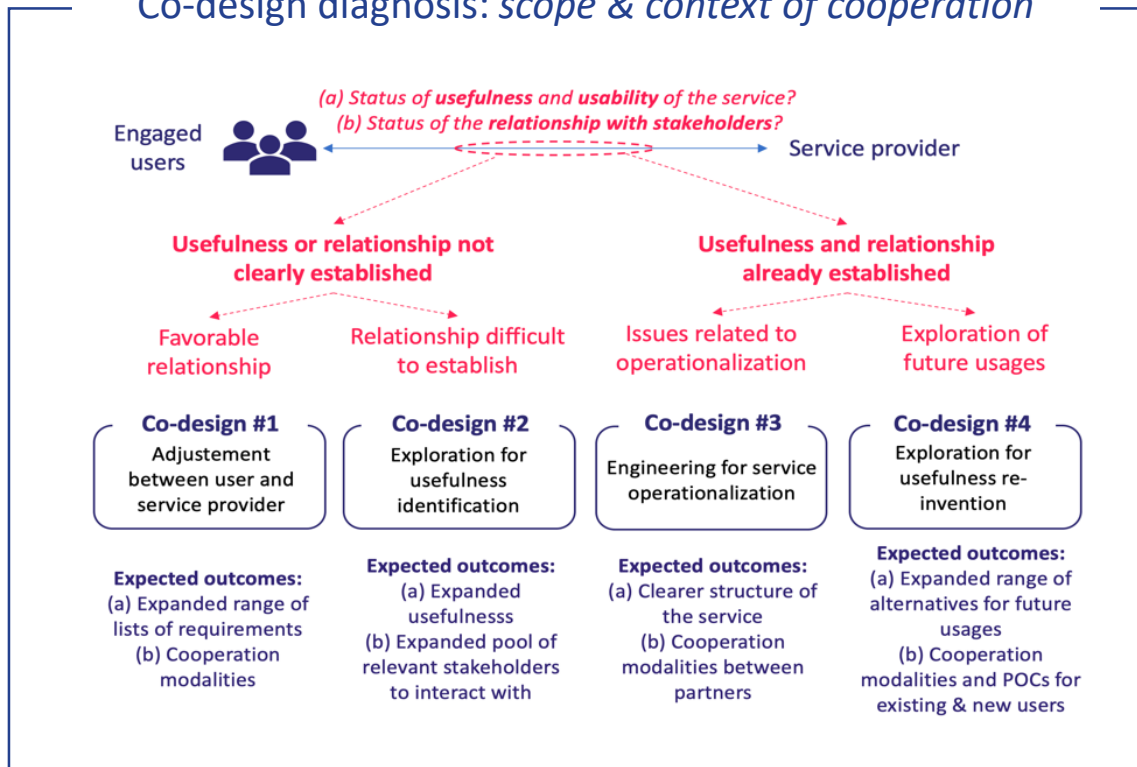 Co-design diagnosis: scope & context of cooperation
(a) Status of usefulness and usability of the service?
(b) Status of the relationship with stakeholders?
Engaged
users
Service provider
Usefulness or relationship not
clearly established
Usefulness and relationship
already established
Favorable
relationship
Relationship difficult
to establish
Issues related to
operationalization
Exploration of
future usages
Co-design #1
Adjustement
between user and
service provider
Co-design #2
Exploration for
usefulness
identification
Co-design #3
Engineering for service
operationalization
Co-design #4
Exploration for
usefulness re-
invention
Expected outcomes:
(a) Expanded range of
lists of requirements
(b) Cooperation
modalities
Expected outcomes:
(a) Expanded
usefulnesss
(b) Expanded pool of
relevant stakeholders
to interact with
Expected outcomes:
(a) Clearer structure of
the service
(b) Cooperation
modalities between
partners
Expected outcomes:
(a) Expanded range of
alternatives for future
usages
(b) Cooperation
modalities and POCs for
existing & new users